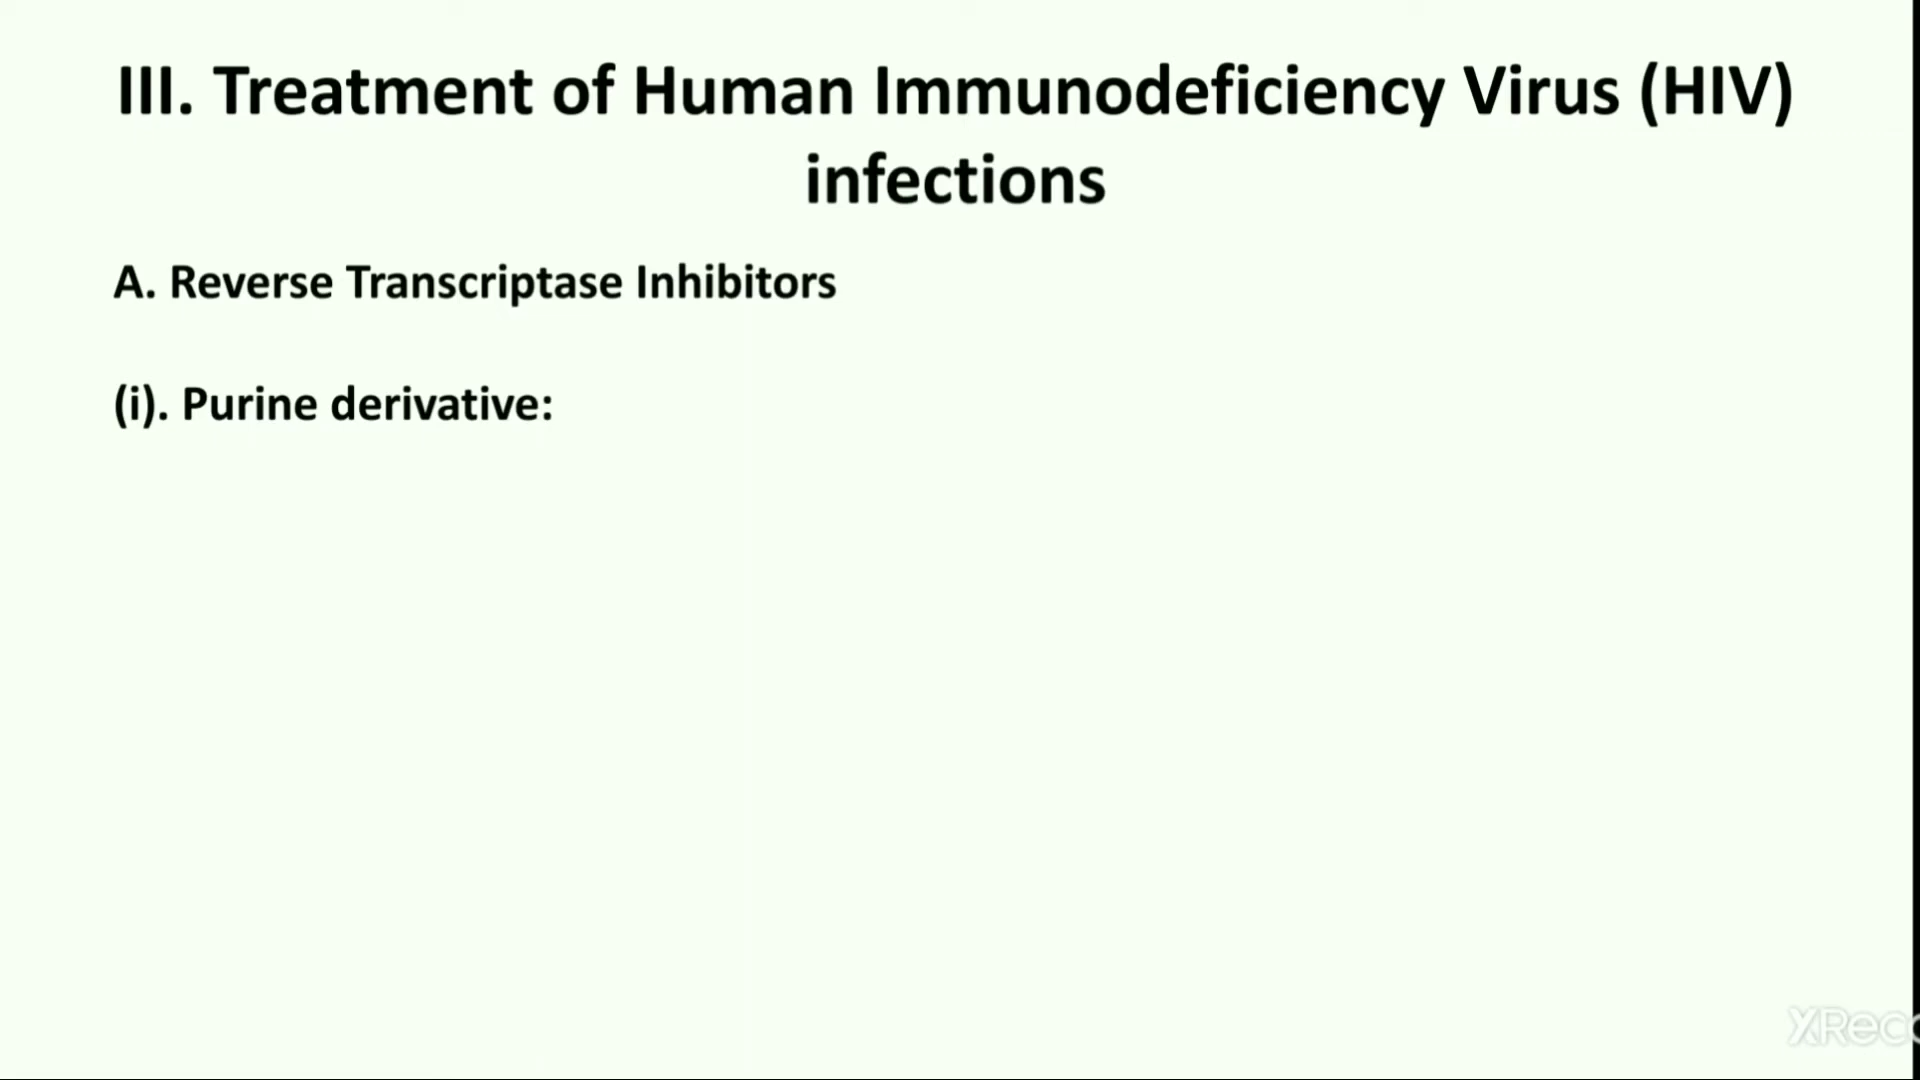 III. Treatment of Human Immunodeficiency Virus (HIV)
infections
A. Reverse Transcriptase Inhibitors
(i). Purine derivative: